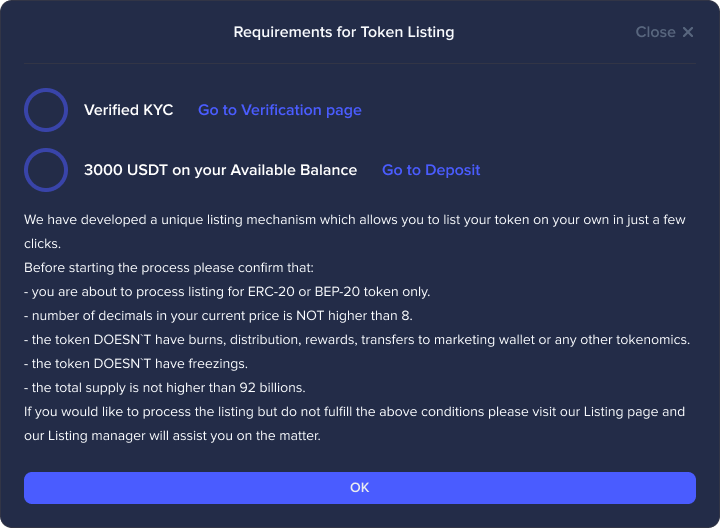 Requirements for Token Listing
Close ✕
Verified KYC Go to Verification page
3000 USDT on your Available Balance Go to Deposit
We have developed a unique listing mechanism which allows you to list your token on your own in just a few
clicks.
Before starting the process please confirm that:
- you are about to process listing for ERC-20 or BEP-20 token only.
- number of decimals in your current price is NOT higher than 8.
- the token DOESN`T have burns, distribution, rewards, transfers to marketing wallet or any other tokenomics.
- the token DOESN`T have freezings.
- the total supply is not higher than 92 billions.
If you would like to process the listing but do not fulfill the above conditions please visit our Listing page and
our Listing manager will assist you on the matter.
OK